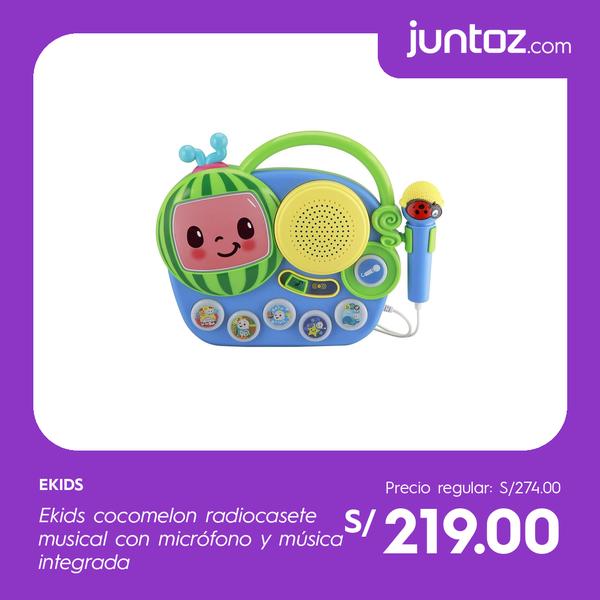 juntoz.com
EKIDS
Precio regular: S/274.00
Ekids cocomelon radiocasete
musical con micrófono y música
integrada
S/ 219.00